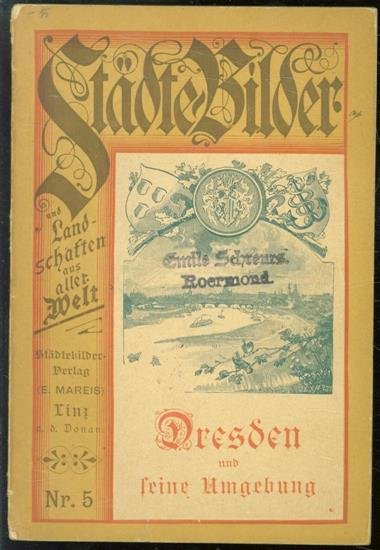 Städte-Bilder
und
Land-
schaften
aus
aller
Welt
Städtebilder-
Verlag
(E. MAREIS)
Linz
a. d. Donau.
Nr. 5
Emile Schreurs.
Roermond.
Dresden
und
seine Umgebung